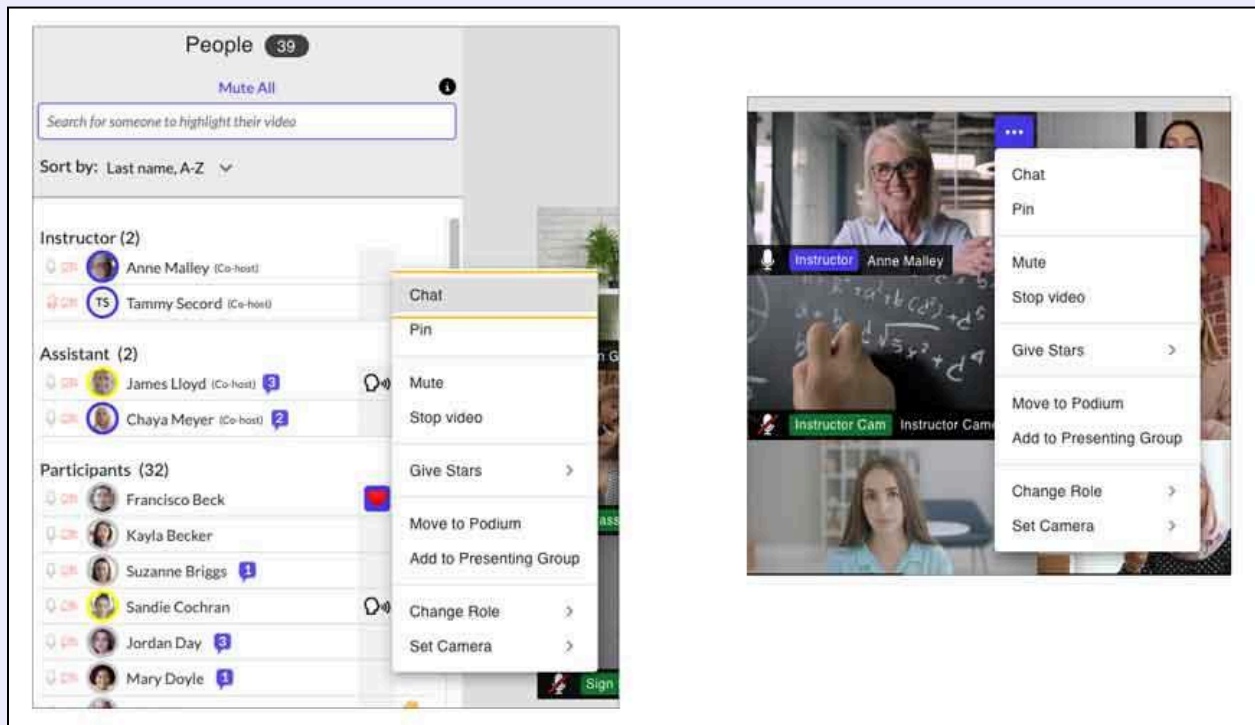 People 39
Mute All
Search for someone to highlight their video
Sort by: Last name, A-Z
Instructor (2)
Anne Malley (Co-host)
TS Tammy Secord (Co-host)
Assistant (2)
James Lloyd (Co-host) 3
Chaya Meyer (Co-host) 2
Participants (32)
Francisco Beck
Kayla Becker
Suzanne Briggs 1
Sandie Cochran
Jordan Day 3
Mary Doyle 1
Chat
Pin
Mute
Stop video
Give Stars
Move to Podium
Add to Presenting Group
Change Role
Set Camera
Sign
Instructor Anne Malley
Instructor Cam Instructor Came
Chat
Pin
Mute
Stop video
Give Stars
Move to Podium
Add to Presenting Group
Change Role
Set Camera